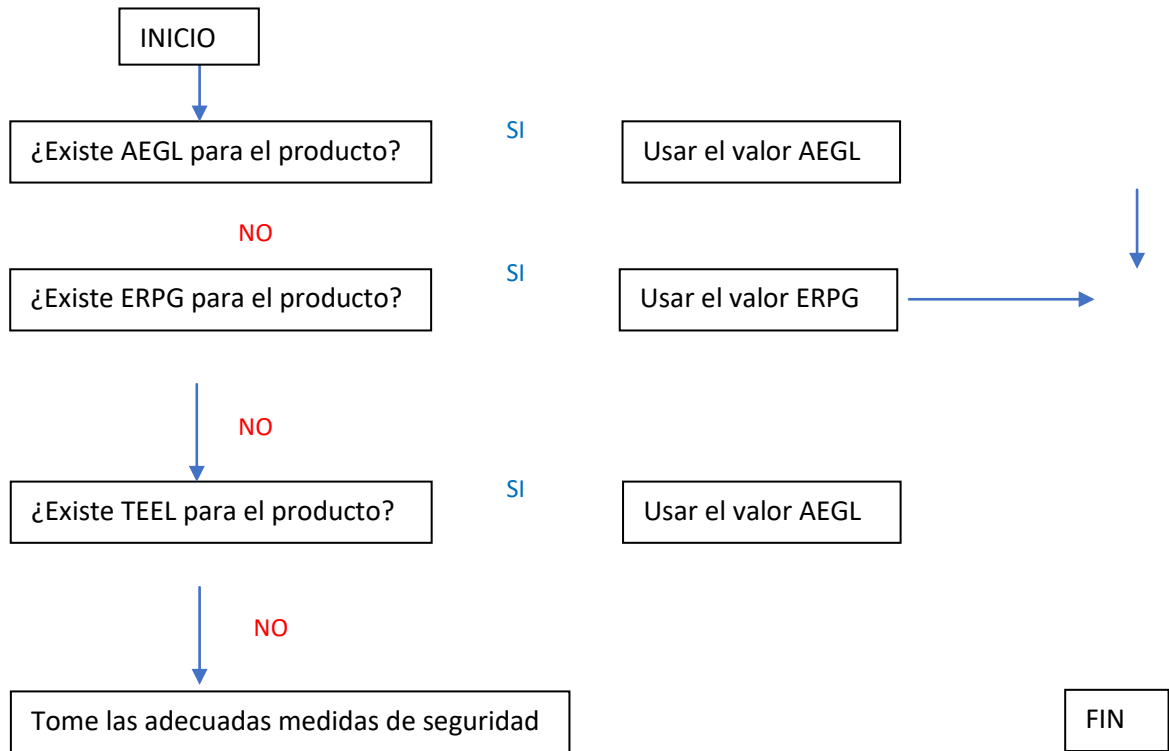 INICIO
¿Existe AEGL para el producto?
SI
Usar el valor AEGL
NO
¿Existe ERPG para el producto?
SI
Usar el valor ERPG
NO
¿Existe TEEL para el producto?
SI
Usar el valor AEGL
NO
Tome las adecuadas medidas de seguridad
FIN